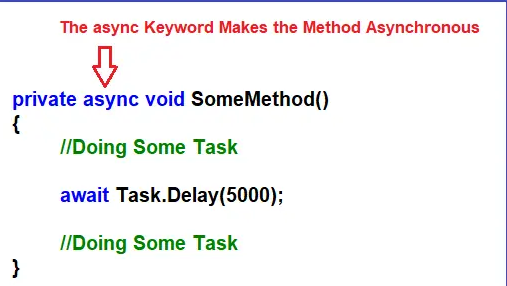 The async Keyword Makes the Method Asynchronous
private async void SomeMethod()
{
//Doing Some Task
await Task.Delay(5000);
//Doing Some Task
}